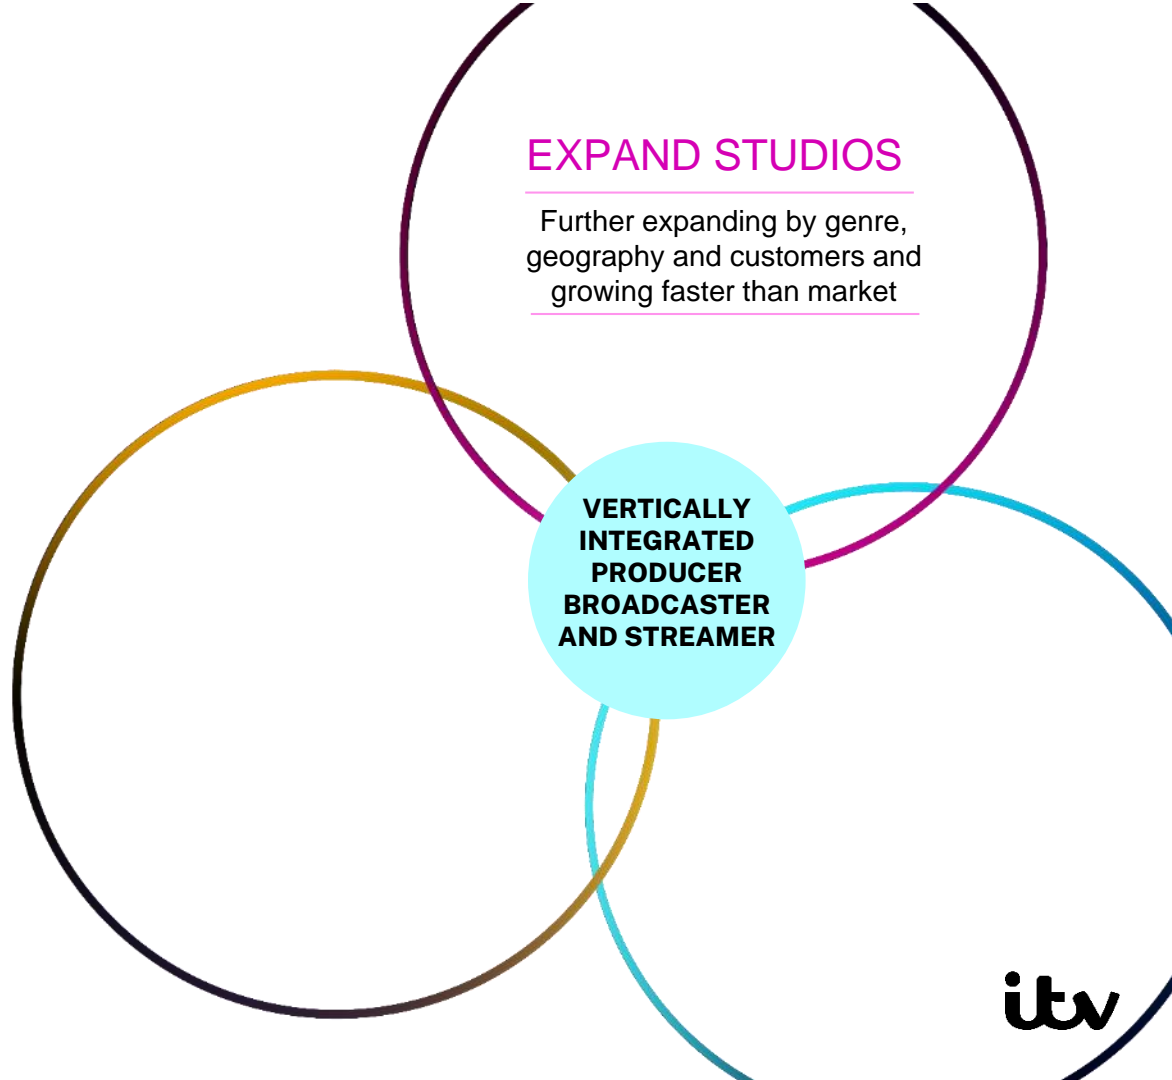 EXPAND STUDIOS
Further expanding by genre,
geography and customers and
growing faster than market
VERTICALLY
INTEGRATED
PRODUCER
BROADCASTER
AND STREAMER
itv